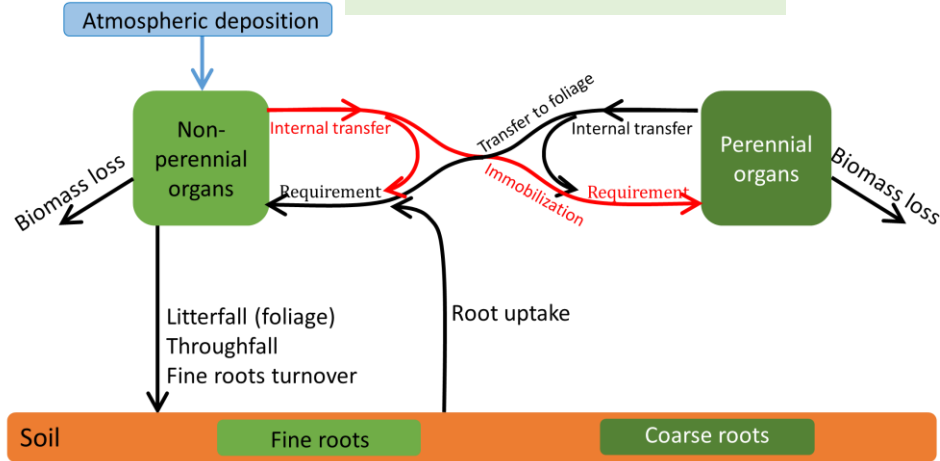 Atmospheric deposition
Non-
perennial
organs
Internal transfer
Requirement
Transfer to foliage
Immobilization
Internal transfer
Requirement
Perennial
organs
Biomass loss
Biomass loss
Litterfall (foliage)
Throughfall
Fine roots turnover
Root uptake
Soil
Fine roots
Coarse roots